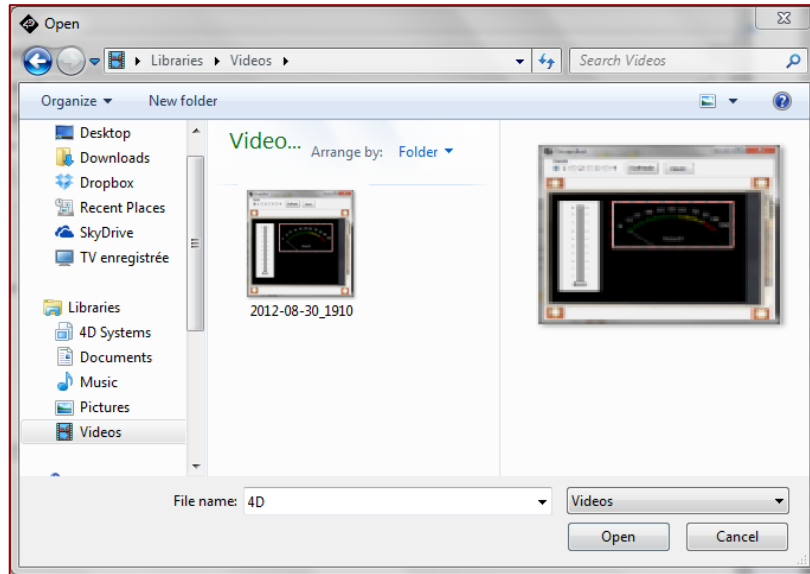 Open
Libraries Videos
Search Videos
Organize New folder
Desktop
Downloads
Dropbox
Recent Places
SkyDrive
TV enregistrée
Libraries
4D Systems
Documents
Music
Pictures
Videos
Video...
Arrange by: Folder
2012-08-30_1910
File name: 4D
Videos
Open Cancel